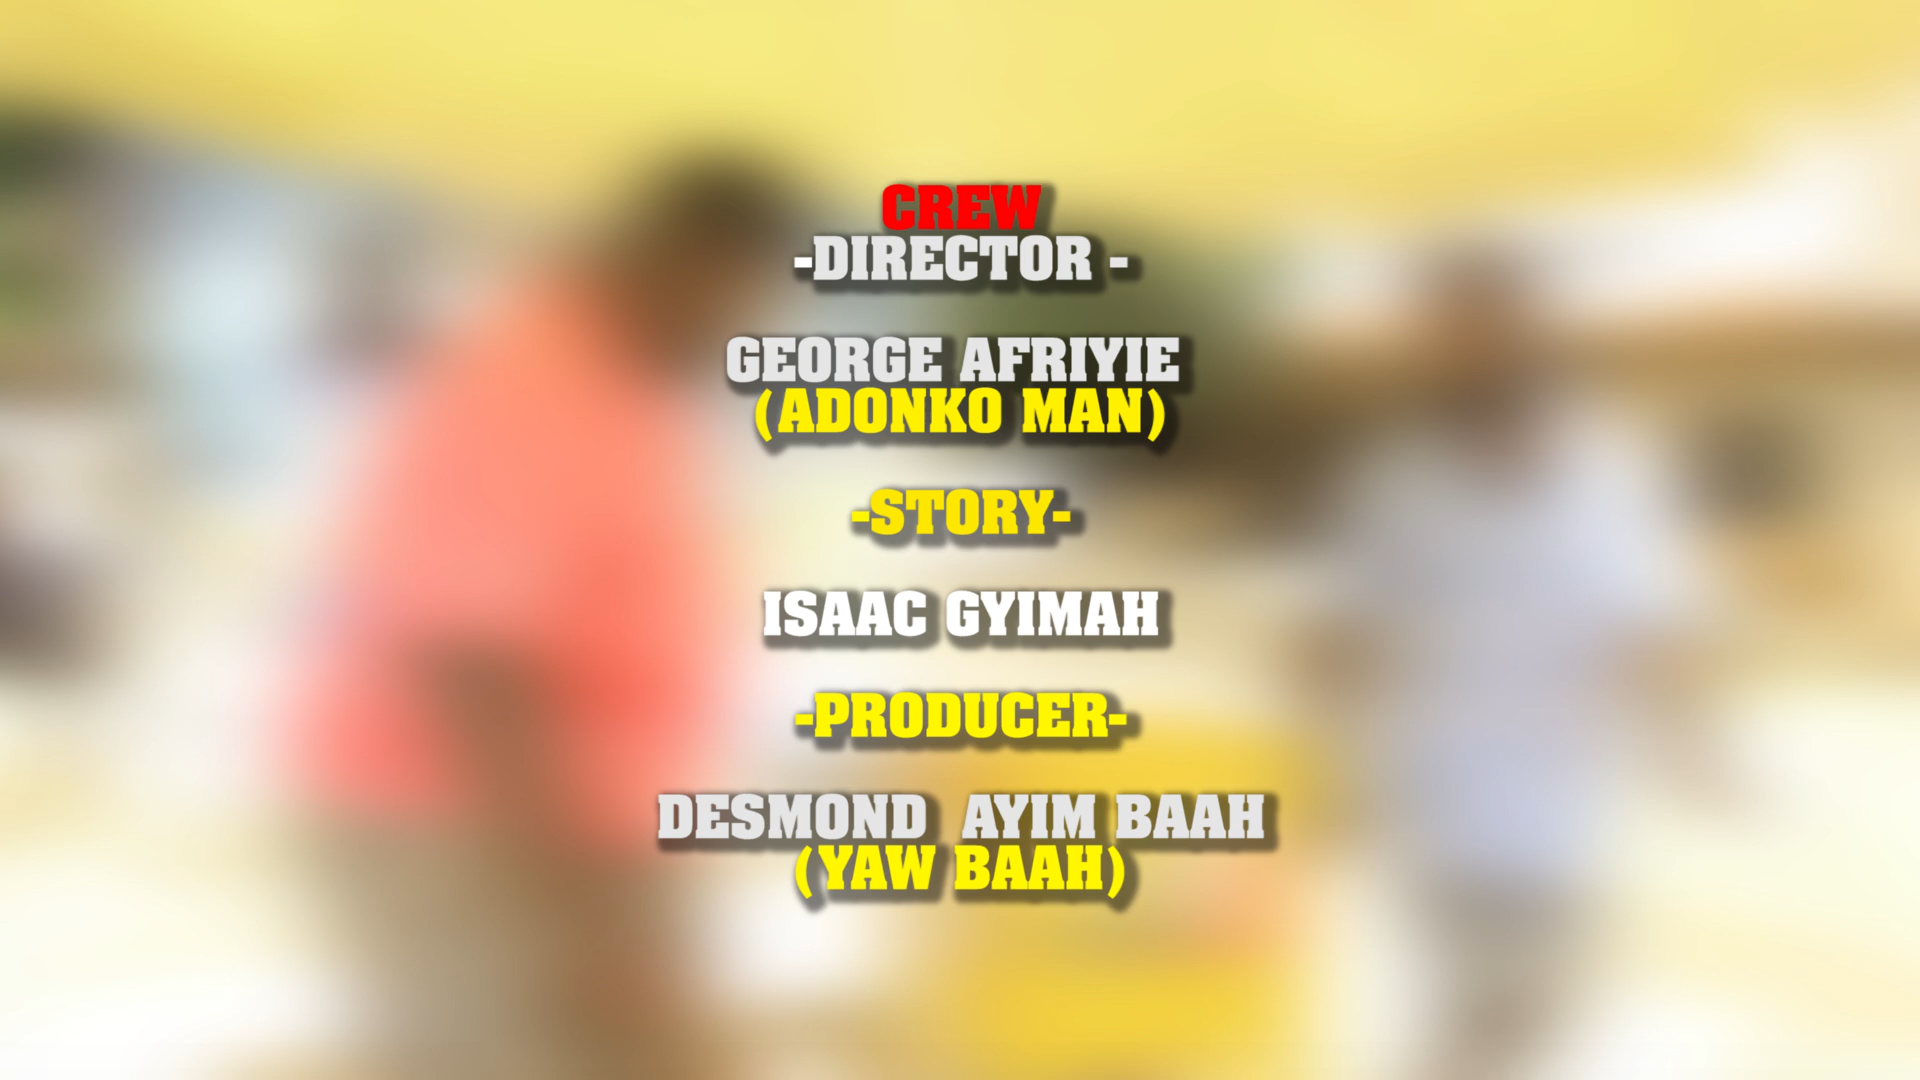 CREW
-DIRECTOR -
GEORGE AFRIYIE
(ADONKO MAN)
-STORY-
ISAAC GYIMAH
-PRODUCER-
DESMOND  AYIM BAAH
(YAW BAAH)